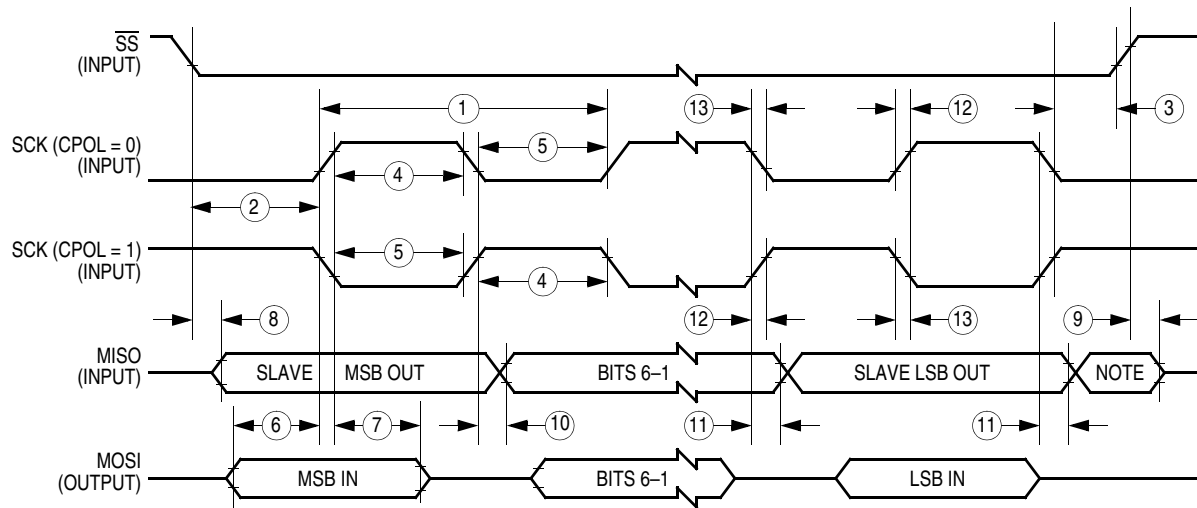 SS
(INPUT)
1
13
12
3
SCK (CPOL = 0)
(INPUT)
5
4
2
SCK (CPOL = 1)
(INPUT)
5
4
8
12
13
9
MISO
(INPUT)
SLAVE MSB OUT
BITS 6–1
SLAVE LSB OUT
NOTE
6
7
10
11
11
MOSI
(OUTPUT)
MSB IN
BITS 6–1
LSB IN